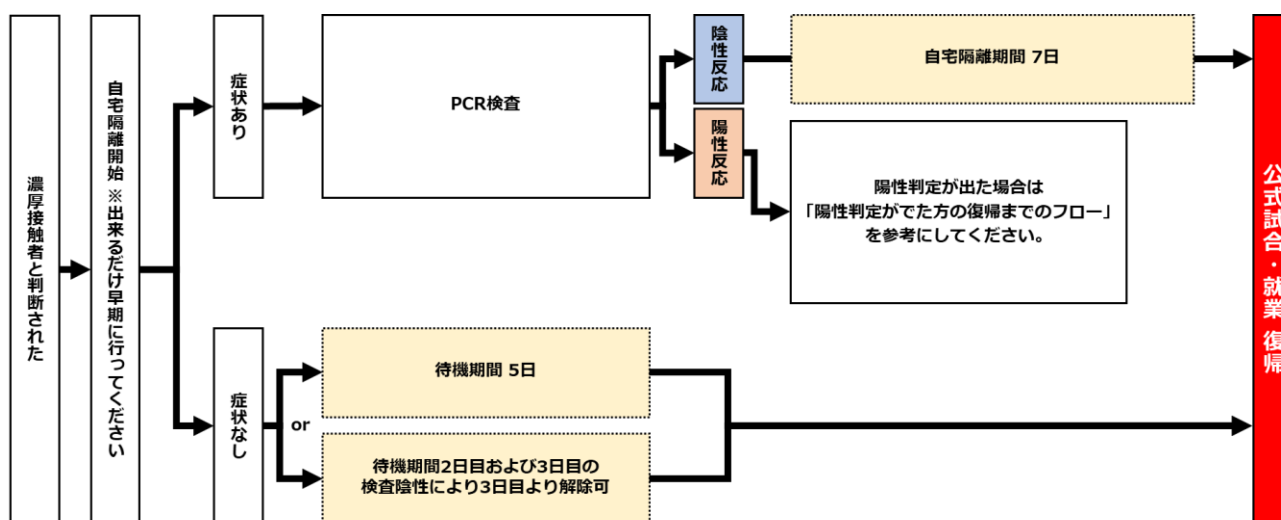 濃厚接触者と判断された
自宅隔離開始 ※出来るだけ早期に行ってください
症状あり
PCR検査
陰性反応
自宅隔離期間 7日
陽性反応
陽性判定が出た場合は
「陽性判定がでた方の復帰までのフロー」
を参考にしてください。
症状なし
待機期間 5日
or
待機期間2日目および3日目の
検査陰性により3日目より解除可
公式試合・就業 復帰